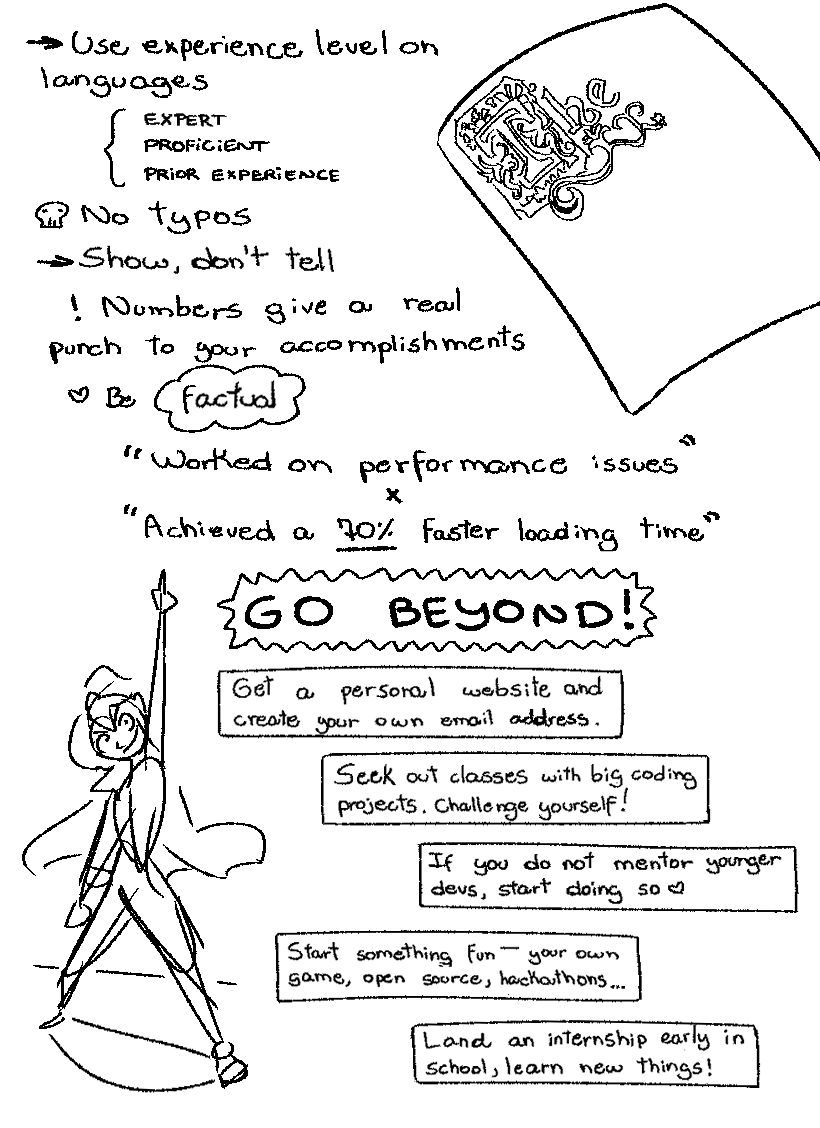 → Use experience level on
languages
EXPERT
PROFICIENT
PRIOR EXPERIENCE
No typos
→ Show, don't tell
! Numbers give a real
punch to your accomplishments
♡ Be factual
"Worked on performance issues"
x
"Achieved a 70% faster loading time"
GO BEYOND!
Get a personal website and
create your own email address.
Seek out classes with big coding
projects. Challenge yourself!
If you do not mentor younger
devs, start doing so ♡
Start something fun — your own
game, open source, hackathons...
Land an internship early in
school, learn new things!